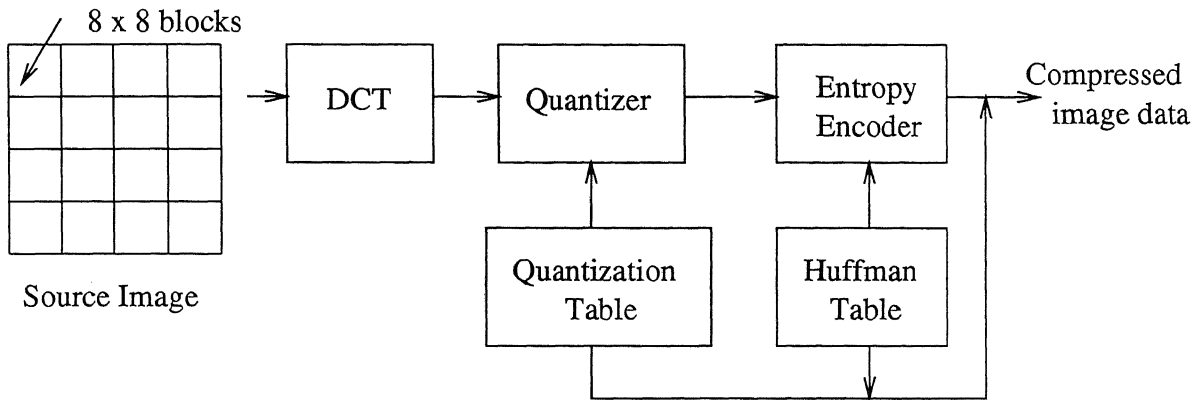 8 x 8 blocks
DCT
Quantizer
Entropy
Encoder
Compressed
image data
Quantization
Table
Huffman
Table
Source Image